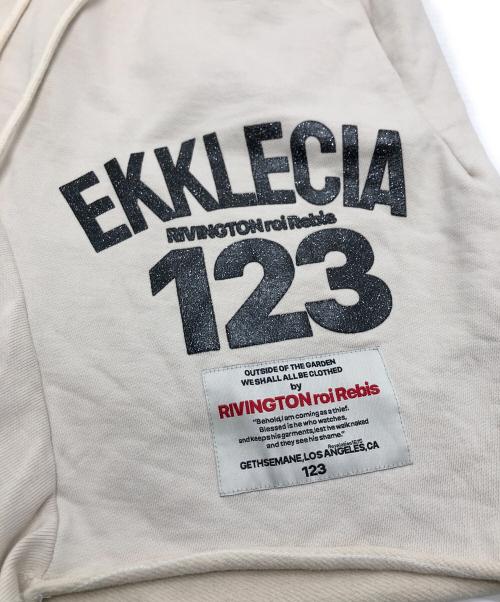 EKKLECIA
RIVINGTON roi Rebis
123
OUTSIDE OF THE GARDEN
WE SHALL ALL BE CLOTHED
by
RIVINGTON roi Rebis
"Behold, I am coming as a thief.
Blessed is he who watches,
and keeps his garments, lest he walk naked
and they see his shame."
GETHSEMANE, LOS ANGELES, CA
123